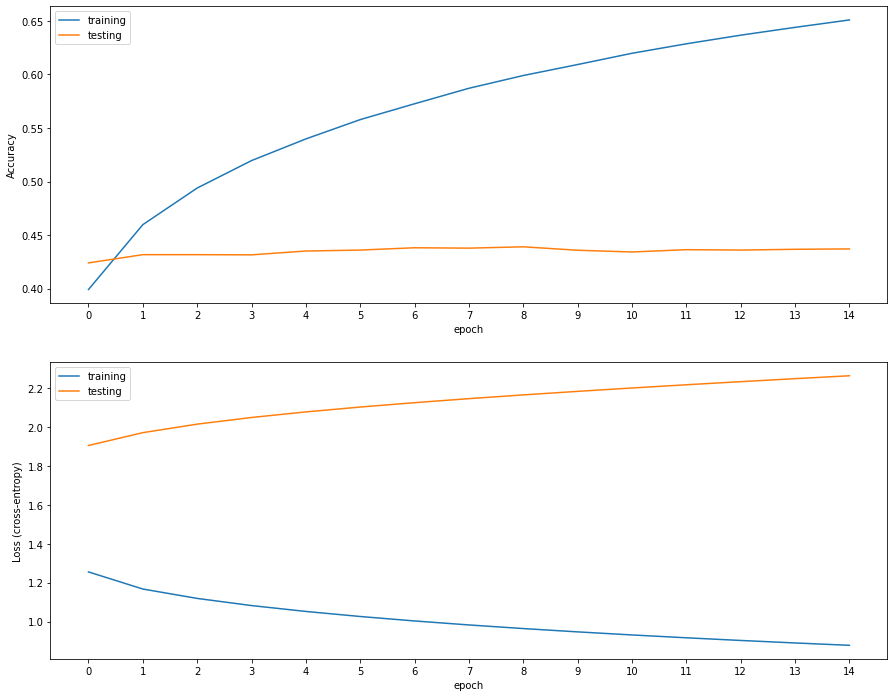 training
testing
0.65
0.60
0.55
0.50
0.45
0.40
Accuracy
0 1 2 3 4 5 6 7 8 9 10 11 12 13 14
epoch
training
testing
2.2
2.0
1.8
1.6
1.4
1.2
1.0
Loss (cross-entropy)
0 1 2 3 4 5 6 7 8 9 10 11 12 13 14
epoch